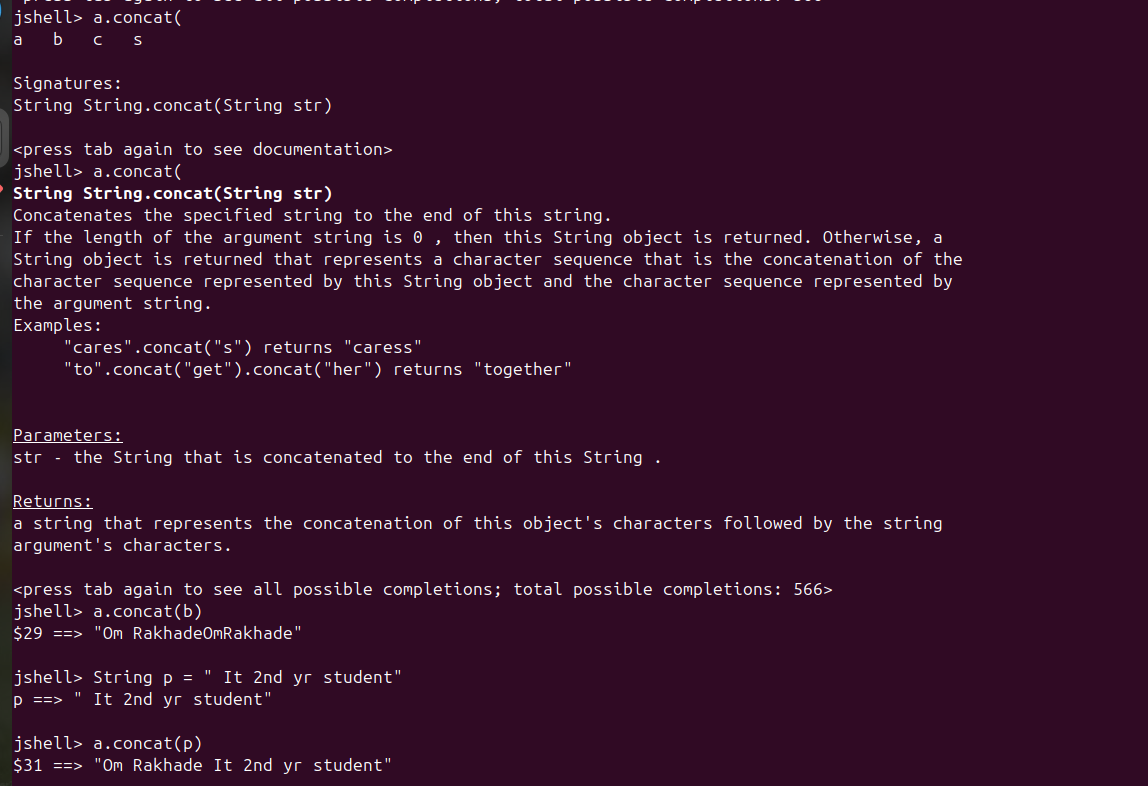 jshell> a.concat(
a   b   c   s
Signatures:
String String.concat(String str)
<press tab again to see documentation>
jshell> a.concat(
String String.concat(String str)
Concatenates the specified string to the end of this string.
If the length of the argument string is 0 , then this String object is returned. Otherwise, a
String object is returned that represents a character sequence that is the concatenation of the
character sequence represented by this String object and the character sequence represented by
the argument string.
Examples:
     "cares".concat("s") returns "caress"
     "to".concat("get").concat("her") returns "together"
Parameters:
str - the String that is concatenated to the end of this String .
Returns:
a string that represents the concatenation of this object's characters followed by the string
argument's characters.
<press tab again to see all possible completions; total possible completions: 566>
jshell> a.concat(b)
$29 ==> "Om RakhadeOmRakhade"
jshell> String p = " It 2nd yr student"
p ==> " It 2nd yr student"
jshell> a.concat(p)
$31 ==> "Om Rakhade It 2nd yr student"